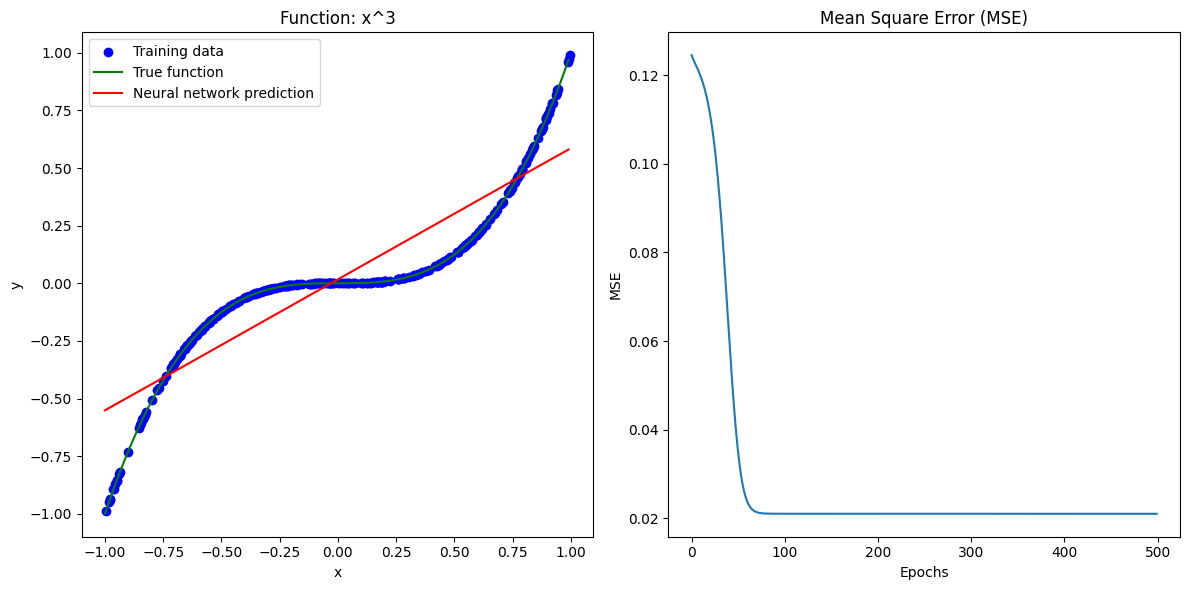 Function: x^3
Training data
True function
Neural network prediction
1.00
0.75
0.50
0.25
0.00
−0.25
−0.50
−0.75
−1.00
y
−1.00 −0.75 −0.50 −0.25 0.00 0.25 0.50 0.75 1.00
x
Mean Square Error (MSE)
0.12
0.10
0.08
0.06
0.04
0.02
MSE
0 100 200 300 400 500
Epochs